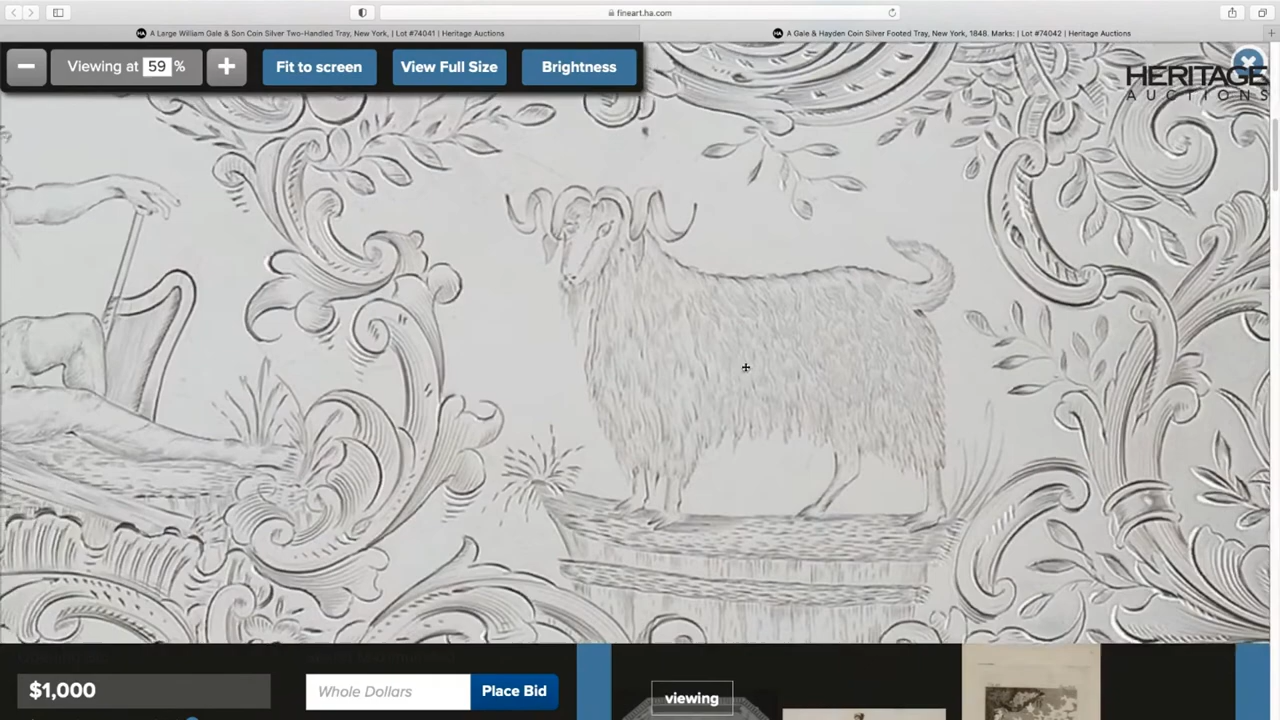 fineart.ha.com
HA A Large William Gale & Son Coin Silver Two-Handled Tray, New York, | Lot #74041 | Heritage Auctions
HA A Gale & Hayden Coin Silver Footed Tray, New York, 1848. Marks: | Lot #74042 | Heritage Auctions
Viewing at 59 %
Fit to screen
View Full Size
Brightness
HERITAGE
AUCTIONS
$1,000
Whole Dollars
Place Bid
viewing